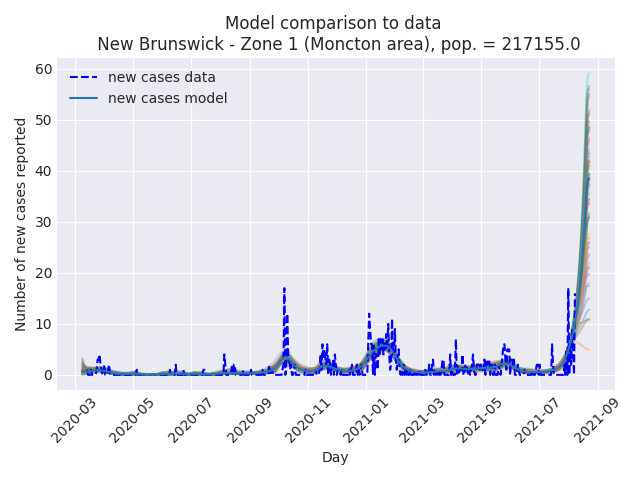 Model comparison to data
New Brunswick - Zone 1 (Moncton area), pop. = 217155.0
new cases data
new cases model
Number of new cases reported
60
50
40
30
20
10
0
2020-03
2020-05
2020-07
2020-09
2020-11
2021-01
2021-03
2021-05
2021-07
2021-09
Day